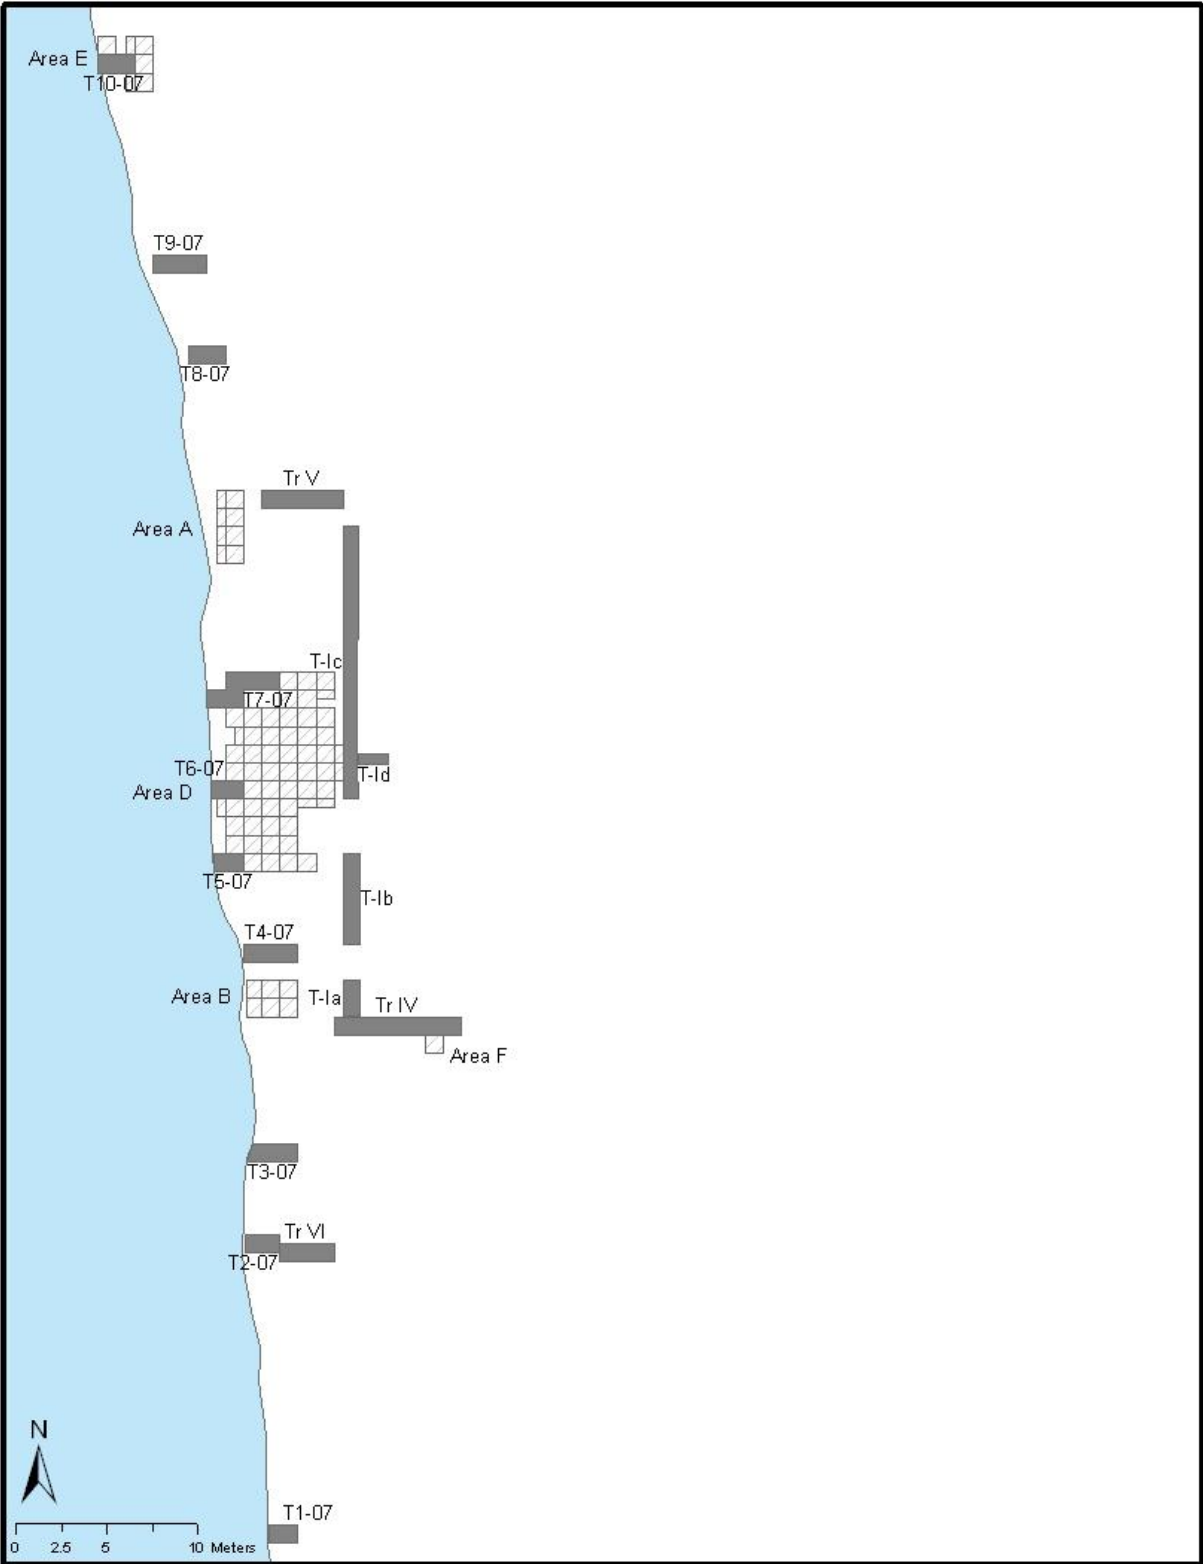 Area E
T10-07
T9-07
T8-07
Tr V
Area A
T-Ic
T7-07
T6-07
T-Id
Area D
T5-07
T-Ib
T4-07
Area B
T-Ia
Tr IV
Area F
T3-07
Tr VI
T2-07
N
T1-07
0 2.5 5 10 Meters